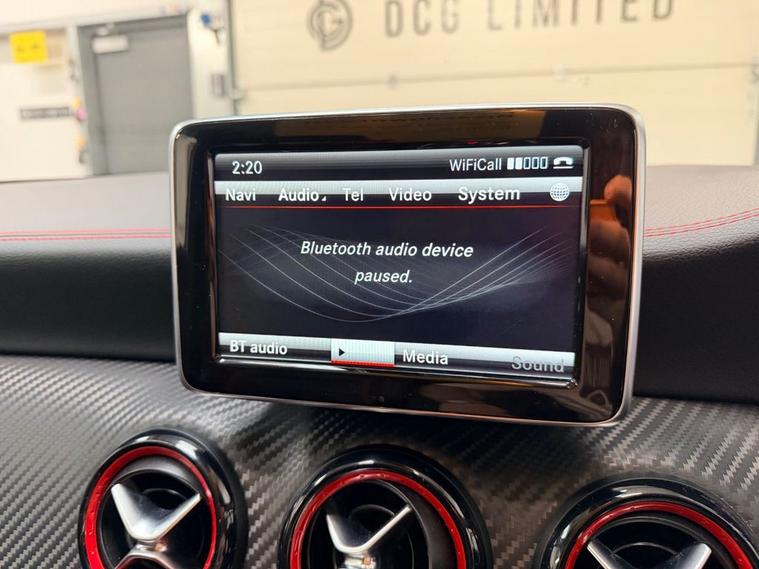 DCG LIMITED
2:20 WiFiCall
Navi Audio Tel Video System
Bluetooth audio device
paused.
BT audio Media Sound